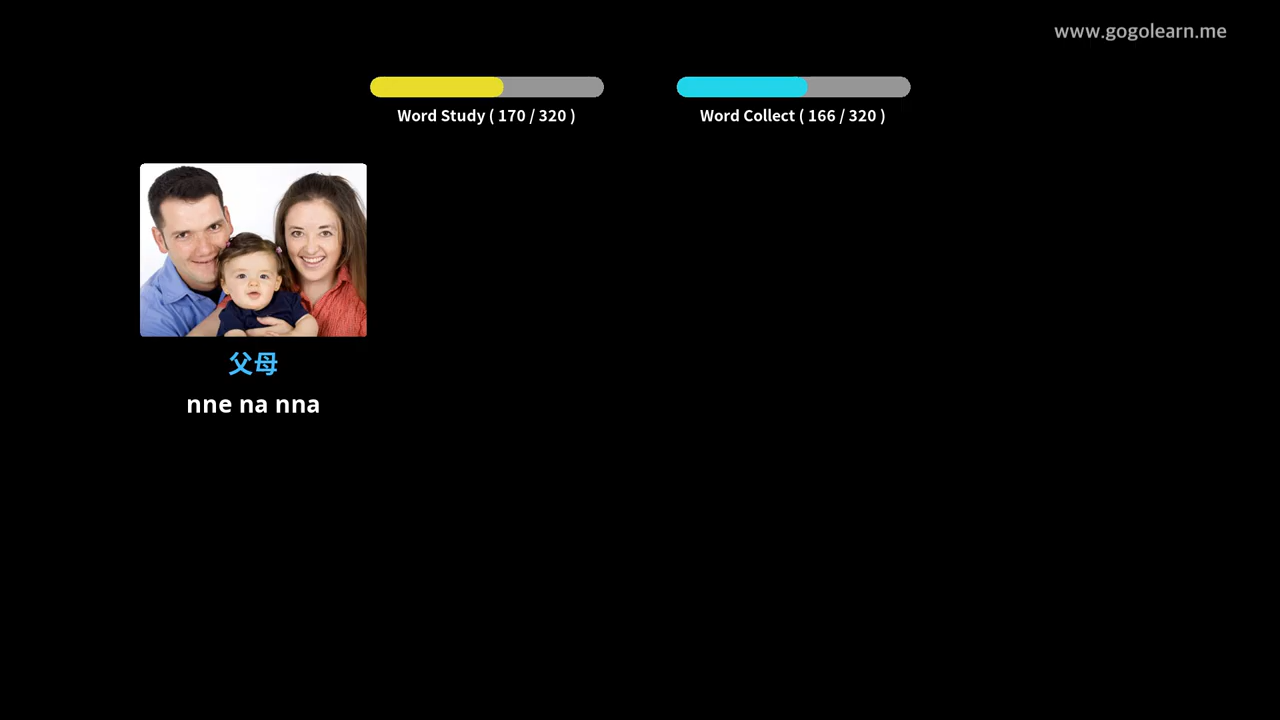 www.gogolearn.me
Word Study ( 170 / 320 )
Word Collect ( 166 / 320 )
父母
nne na nna